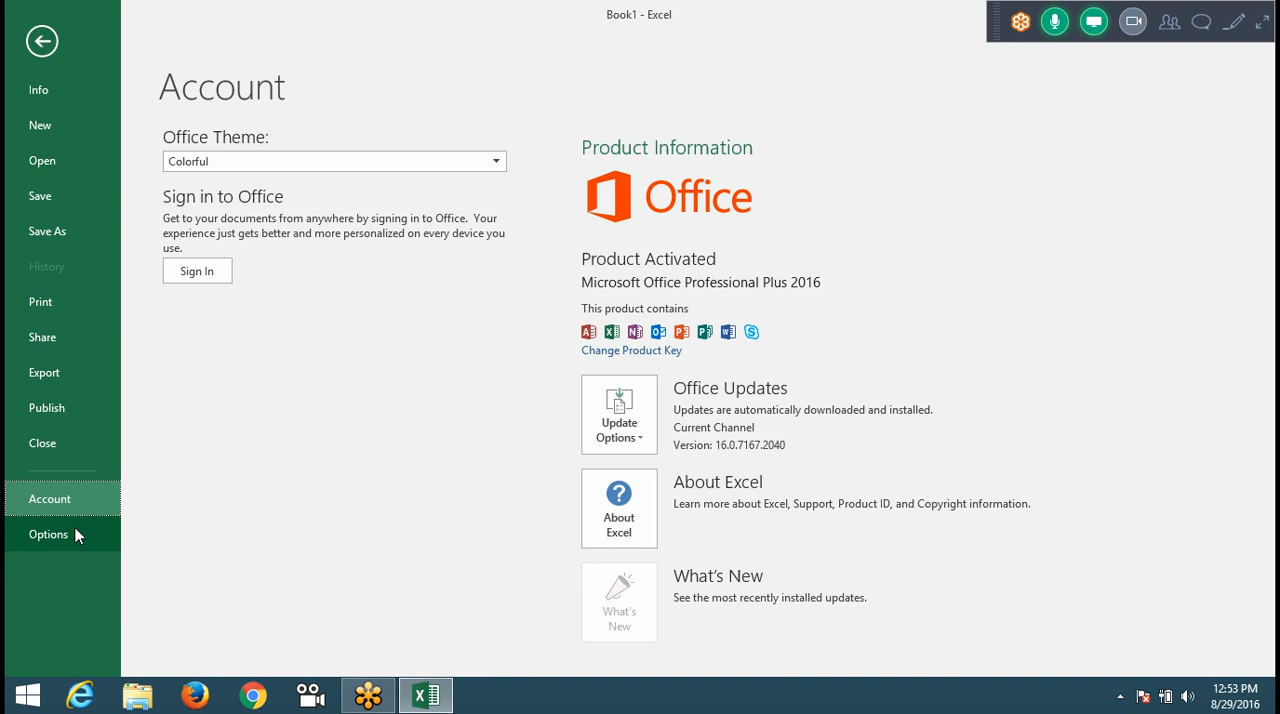 Book1 - Excel
Info
New
Open
Save
Save As
History
Print
Share
Export
Publish
Close
Account
Options
Account
Office Theme:
Colorful
Sign in to Office
Get to your documents from anywhere by signing in to Office. Your
experience just gets better and more personalized on every device you
use.
Sign In
Product Information
Office
Product Activated
Microsoft Office Professional Plus 2016
This product contains
Change Product Key
Update
Options
Office Updates
Updates are automatically downloaded and installed.
Current Channel
Version: 16.0.7167.2040
About
Excel
About Excel
Learn more about Excel, Support, Product ID, and Copyright information.
What's
New
What's New
See the most recently installed updates.
12:53 PM
8/29/2016